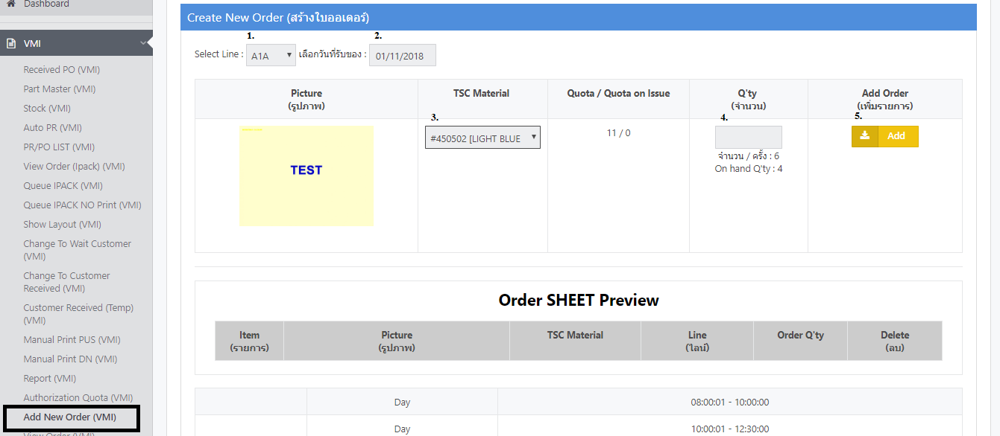 Dashboard
VMI
Received PO (VMI)
Part Master (VMI)
Stock (VMI)
Auto PR (VMI)
PR/PO LIST (VMI)
View Order (Ipack) (VMI)
Queue IPACK (VMI)
Queue IPACK NO Print (VMI)
Show Layout (VMI)
Change To Wait Customer
(VMI)
Change To Customer
Received (VMI)
Customer Received (Temp)
(VMI)
Manual Print PUS (VMI)
Manual Print DN (VMI)
Report (VMI)
Authorization Quota (VMI)
Add New Order (VMI)
View Order (VMI)
Create New Order (สร้างใบออเดอร์)
1. 2.
Select Line : A1A เลือกวันที่รับของ : 01/11/2018
Picture
(รูปภาพ)
TSC Material
Quota / Quota on Issue
Q'ty
(จำนวน)
Add Order
(เพิ่มรายการ)
3. 4. 5.
TEST
#450502 [LIGHT BLUE
11 / 0
จำนวน / ครั้ง : 6
On hand Q'ty : 4
Add
Order SHEET Preview
Item
(รายการ)
Picture
(รูปภาพ)
TSC Material
Line
(ไลน์)
Order Q'ty
Delete
(ลบ)
Day 08:00:01 - 10:00:00
Day 10:00:01 - 12:30:00